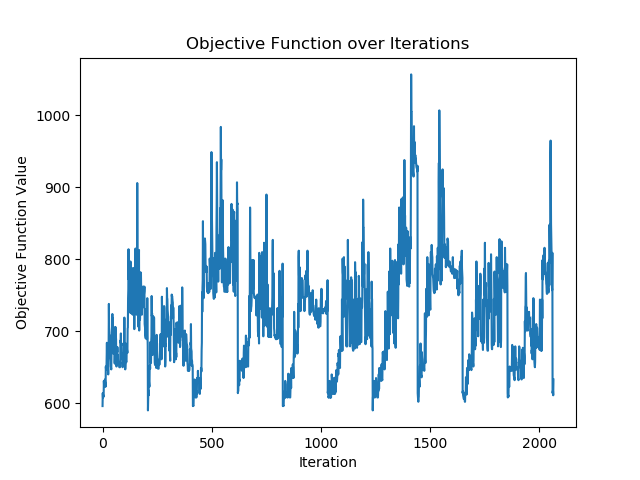 Objective Function over Iterations
1000
900
800
700
600
Objective Function Value
0 500 1000 1500 2000
Iteration